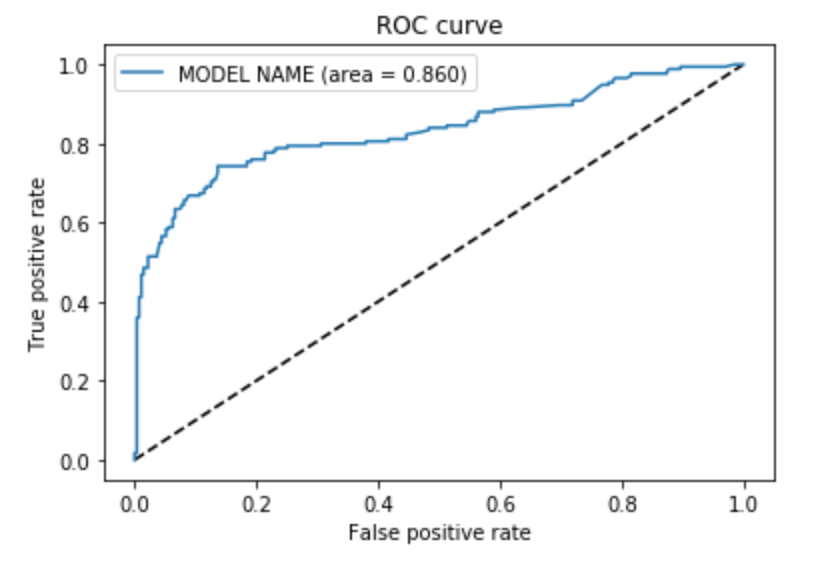 ROC curve
MODEL NAME (area = 0.860)
1.0
0.8
0.6
0.4
0.2
0.0
True positive rate
0.0 0.2 0.4 0.6 0.8 1.0
False positive rate